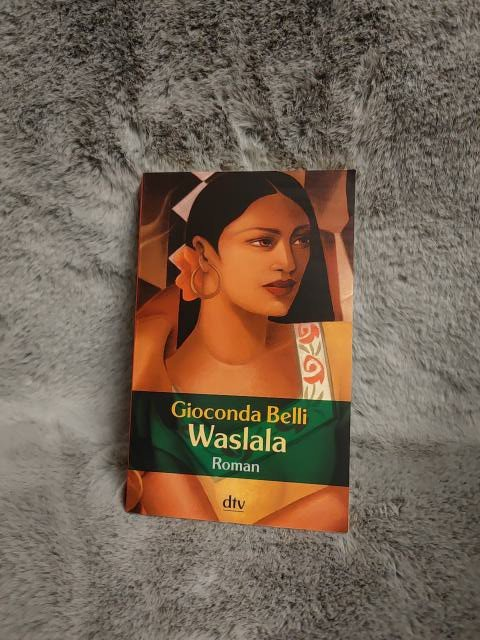 Gioconda Belli
Waslala
Roman
dtv